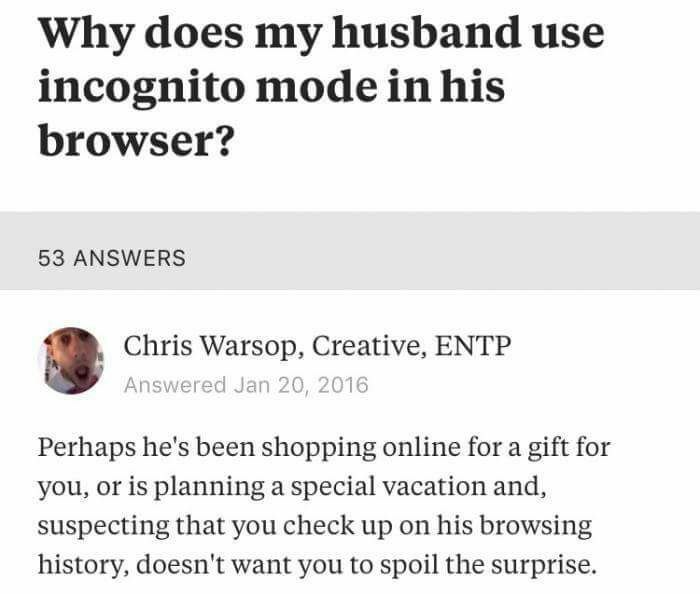 Why does my husband use
incognito mode in his
browser?
53 ANSWERS
Chris Warsop, Creative, ENTP
Answered Jan 20, 2016
Perhaps he's been shopping online for a gift for
you, or is planning a special vacation and,
suspecting that you check up on his browsing
history, doesn't want you to spoil the surprise.